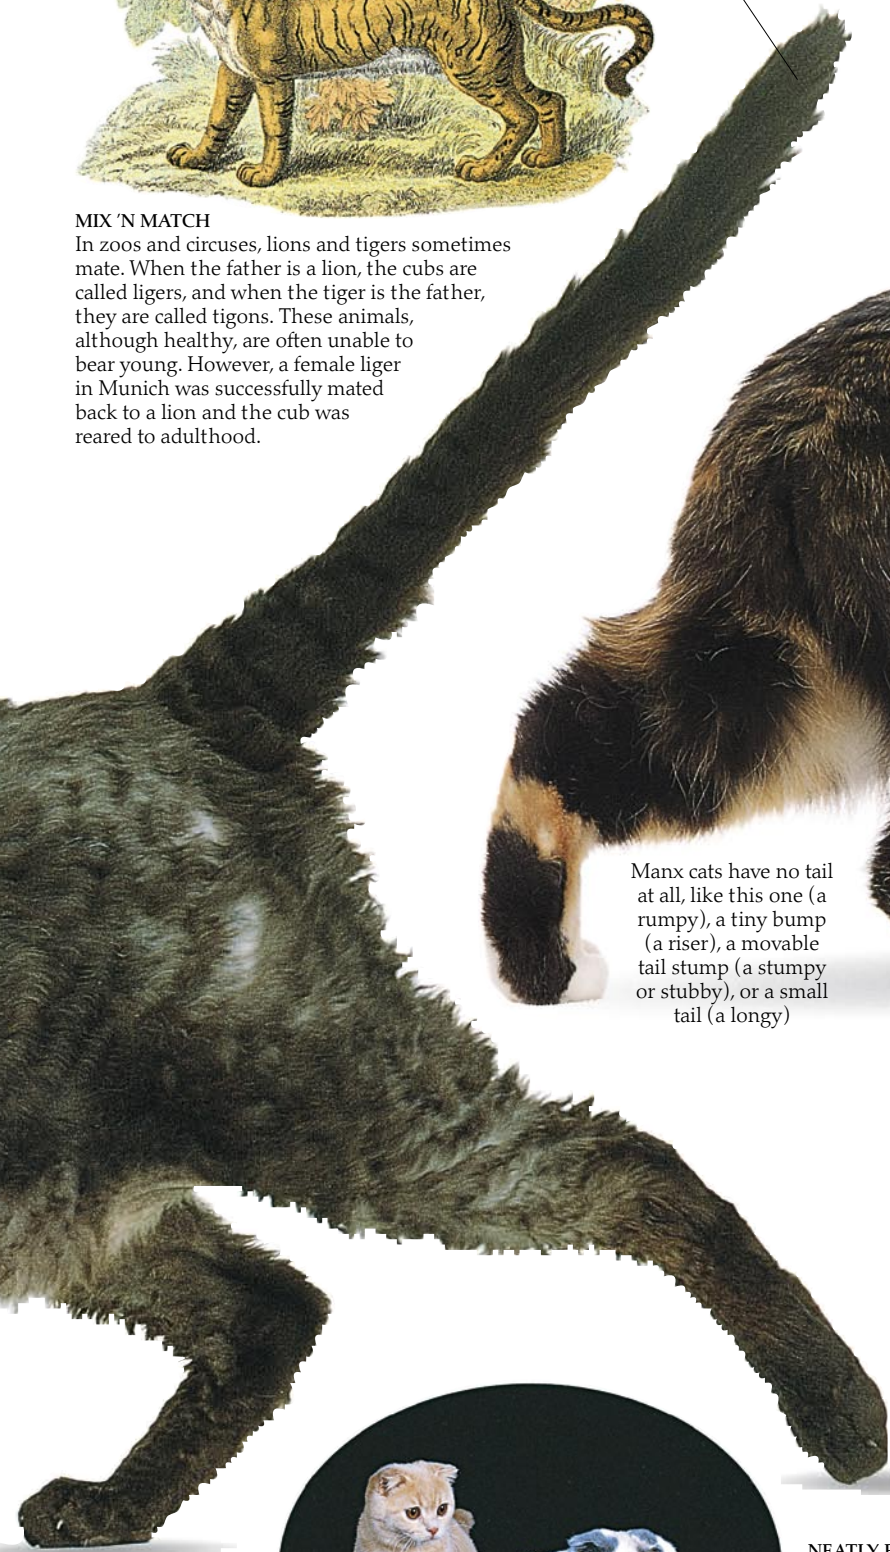 MIX ’N MATCH
In zoos and circuses, lions and tigers sometimes
mate. When the father is a lion, the cubs are
called ligers, and when the tiger is the father,
they are called tigons. These animals,
although healthy, are often unable to
bear young. However, a female liger
in Munich was successfully mated
back to a lion and the cub was
reared to adulthood.
Manx cats have no tail
at all, like this one (a
rumpy), a tiny bump
(a riser), a movable
tail stump (a stumpy
or stubby), or a small
tail (a longy)
NEATLY